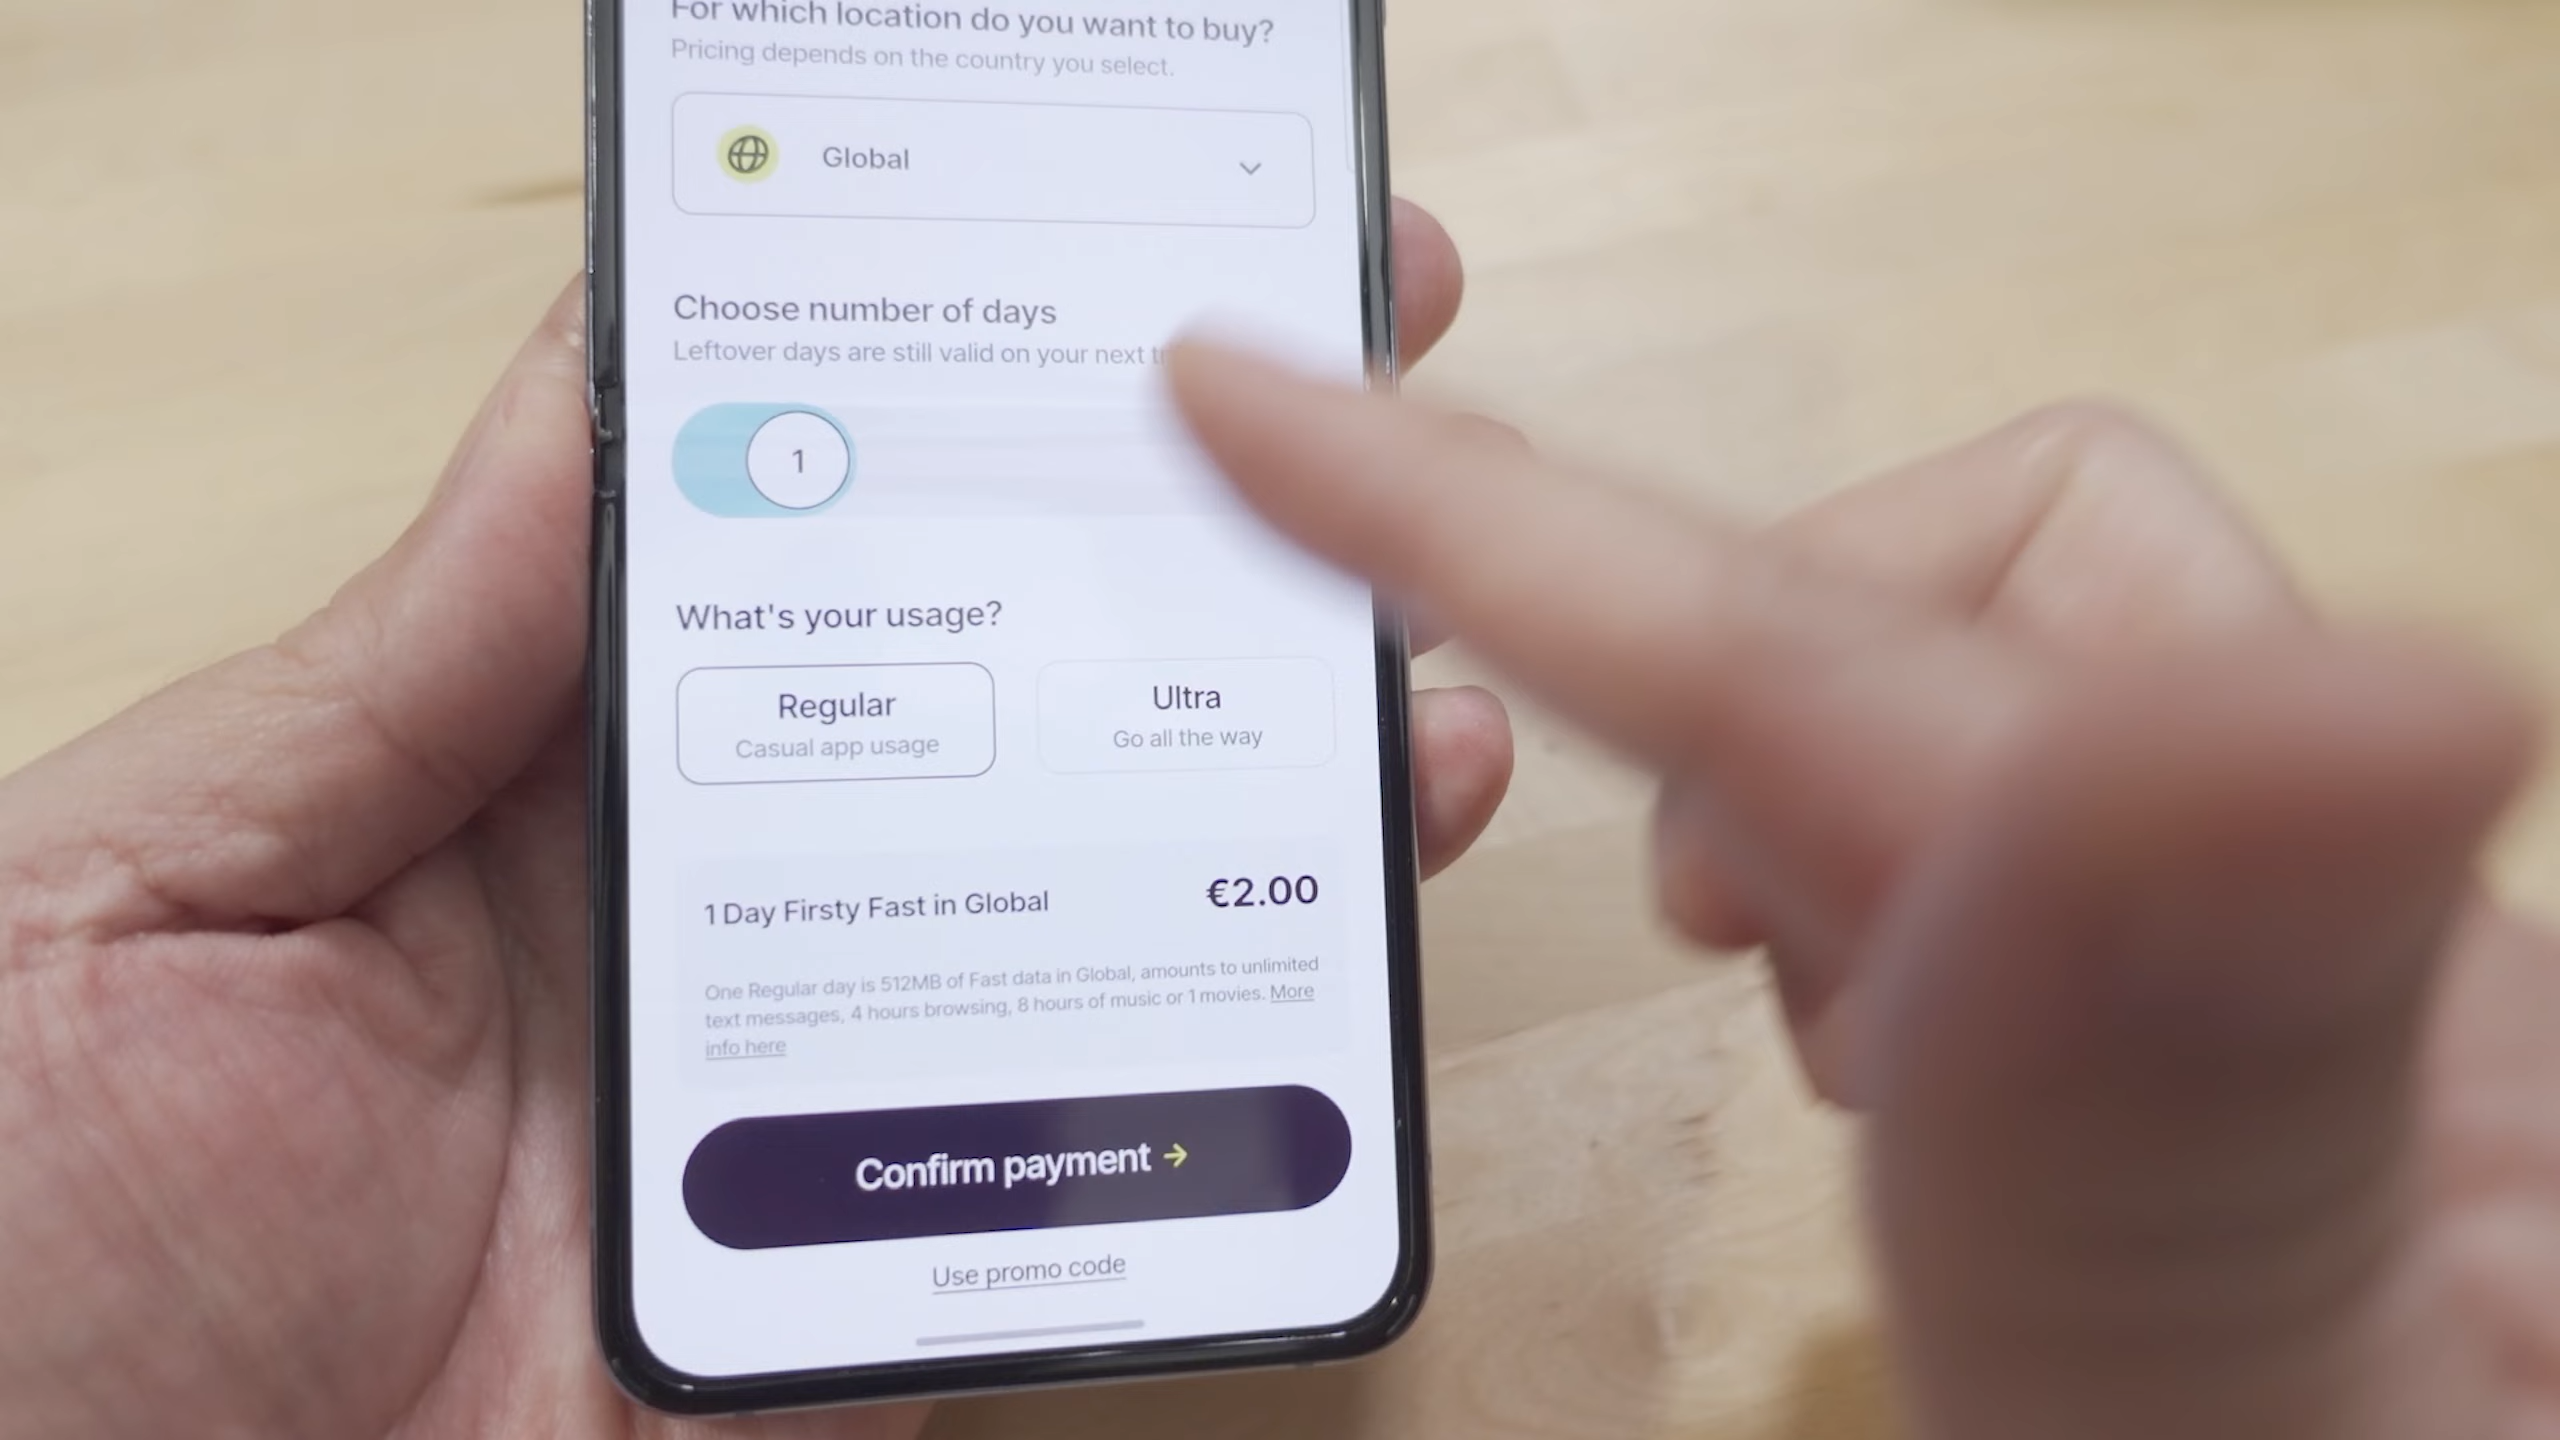 For which location do you want to buy?
Pricing depends on the country you select.
Global
Choose number of days
Leftover days are still valid on your next
1
What's your usage?
Regular
Casual app usage
Ultra
Go all the way
1 Day Firsty Fast in Global
€2.00
One Regular day is 512MB of Fast data in Global, amounts to unlimited
text messages, 4 hours browsing, 8 hours of music or 1 movies. More
info here
Confirm payment →
Use promo code